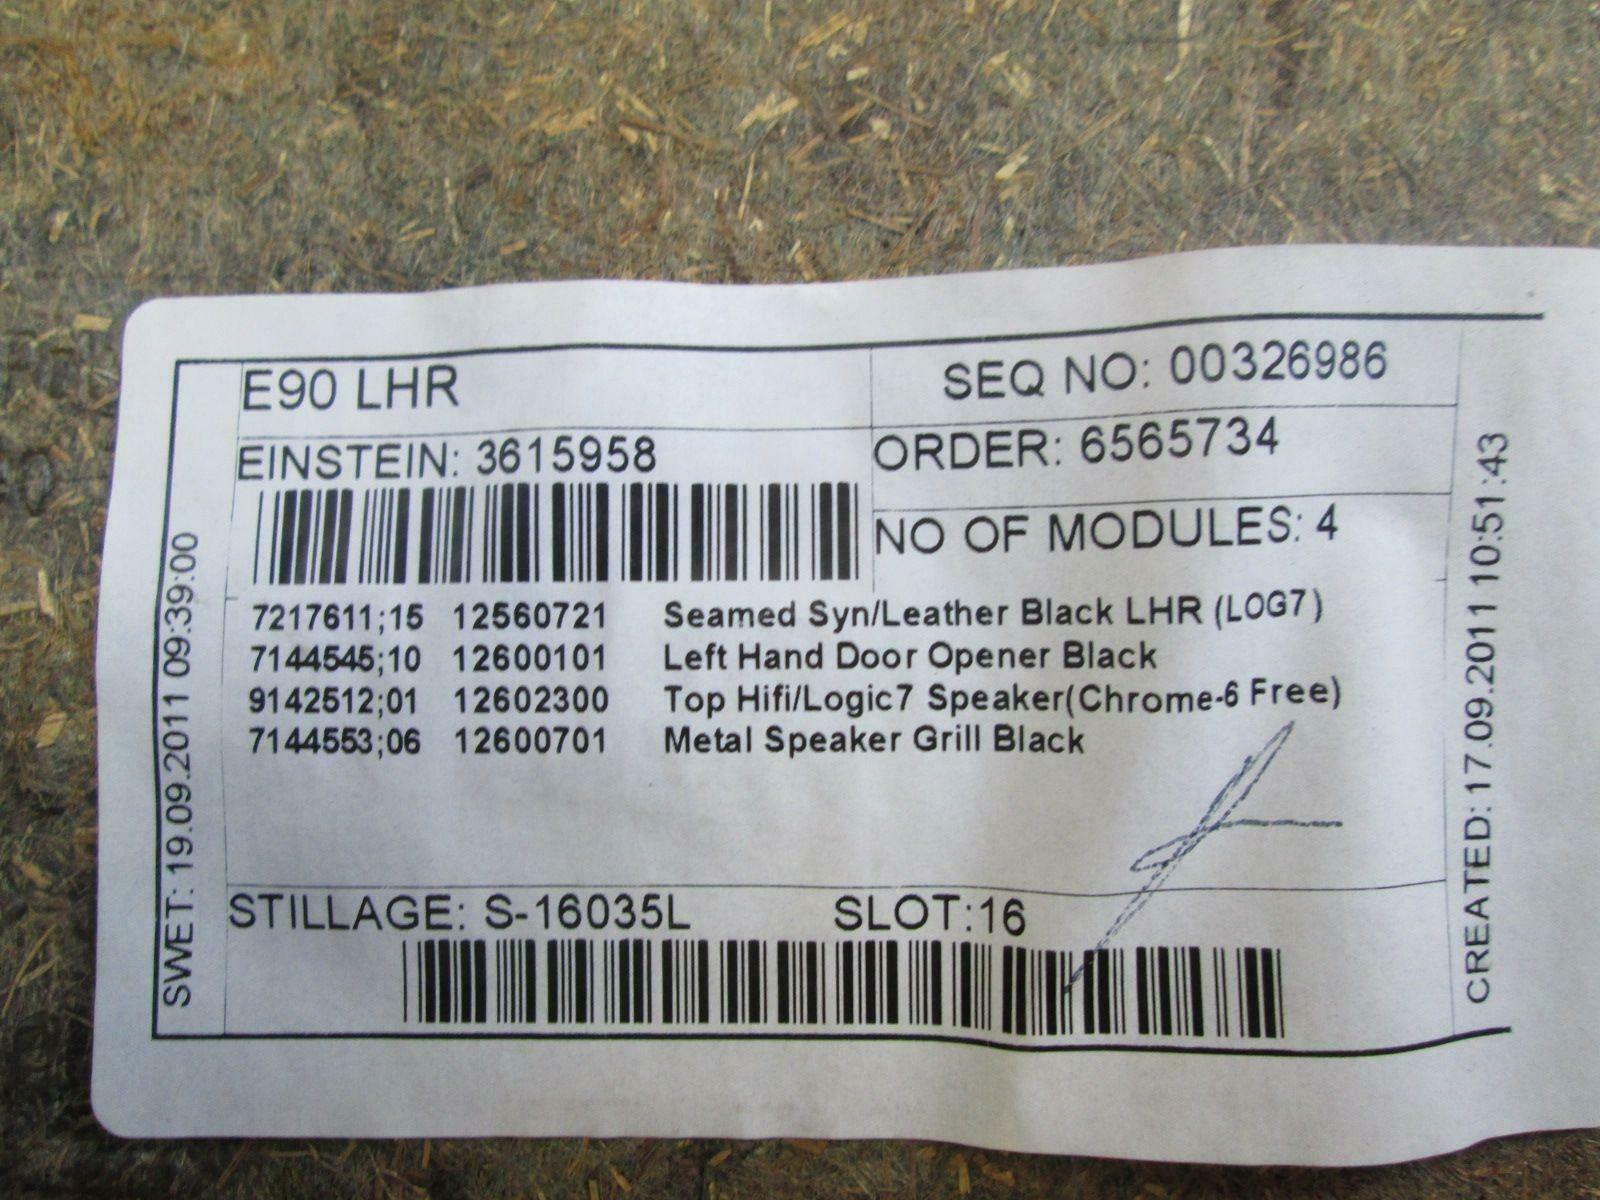 E90 LHR
SEQ NO: 00326986
EINSTEIN: 3615958
ORDER: 6565734
NO OF MODULES: 4
7217611;15 12560721 Seamed Syn/Leather Black LHR (LOG7)
7144545;10 12600101 Left Hand Door Opener Black
9142512;01 12602300 Top Hifi/Logic7 Speaker(Chrome-6 Free)
7144553;06 12600701 Metal Speaker Grill Black
STILLAGE: S-16035L SLOT:16
SWET: 19.09.2011 09:39:00
CREATED: 17.09.2011 10:51:43